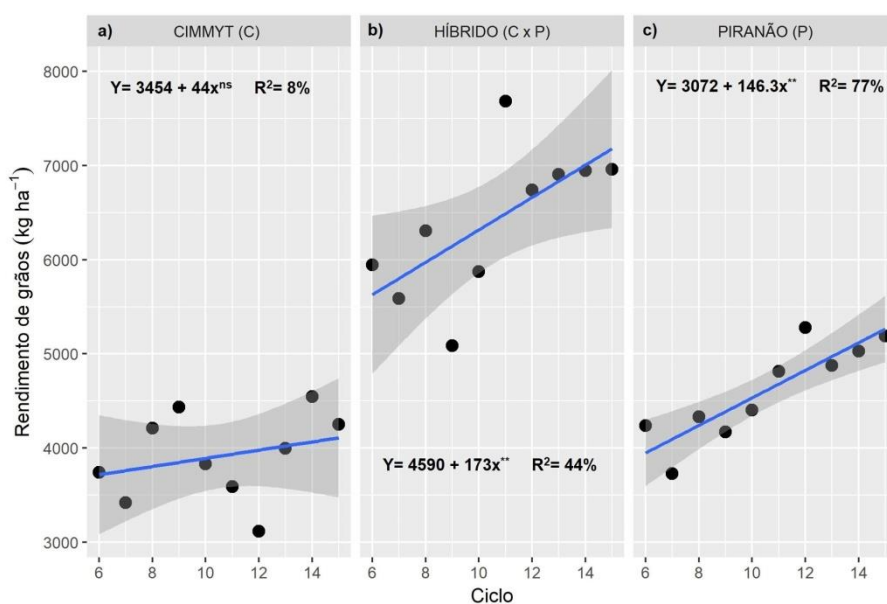 a) CIMMYT (C)
b) HÍBRIDO (C x P)
c) PIRANÃO (P)
Y= 3454 + 44xⁿˢ R²= 8%
Y= 4590 + 173x** R²= 44%
Y= 3072 + 146.3x** R²= 77%
Rendimento de grãos (kg ha⁻¹)
8000
7000
6000
5000
4000
3000
6 8 10 12 14
6 8 10 12 14
6 8 10 12 14
Ciclo